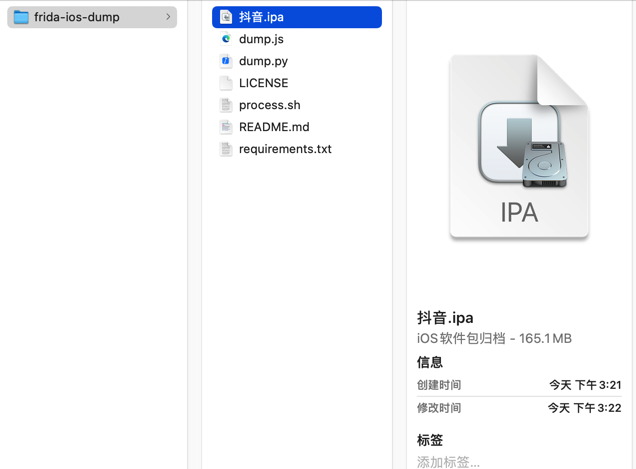 frida-ios-dump
抖音.ipa
dump.js
dump.py
LICENSE
process.sh
README.md
requirements.txt
IPA
抖音.ipa
iOS软件包归档 - 165.1 MB
信息
创建时间 今天 下午3:21
修改时间 今天 下午3:22
标签
添加标签...